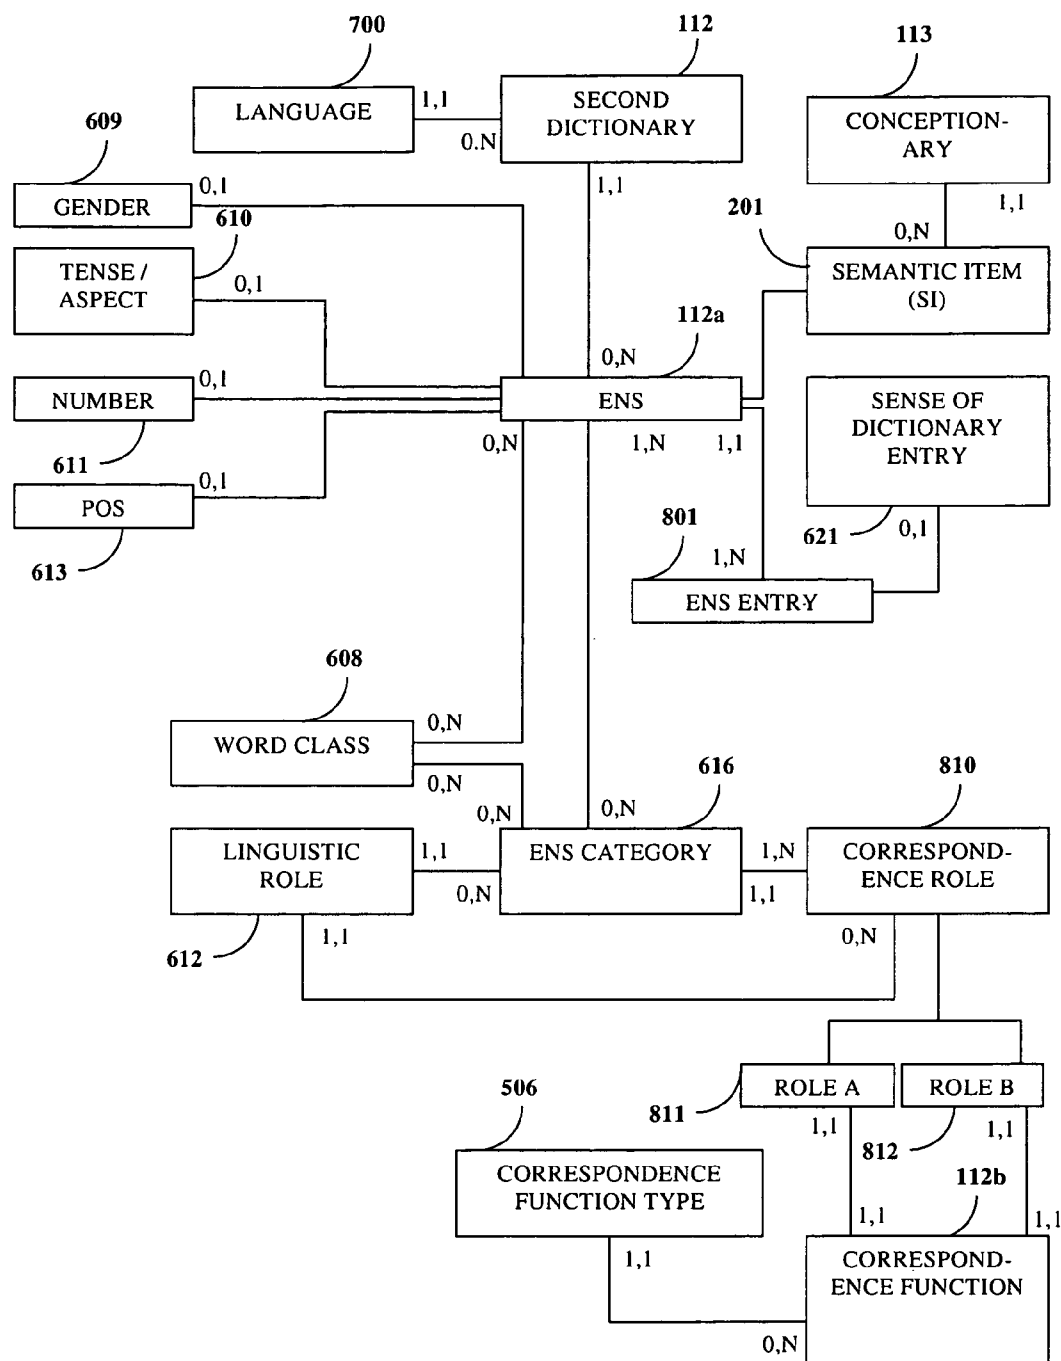 700
112
113
LANGUAGE
1,1
0.N
SECOND
DICTIONARY
1,1
CONCEPTION-
ARY
1,1
609
GENDER
0,1
610
TENSE /
ASPECT
0,1
201
0,N
SEMANTIC ITEM
(SI)
112a
0,N
NUMBER
0,1
611
ENS
0,N
1,N
1,1
SENSE OF
DICTIONARY
ENTRY
POS
0,1
613
621
0,1
801
1,N
ENS ENTRY
608
WORD CLASS
0,N
0,N
616
810
0,N
0,N
LINGUISTIC
ROLE
1,1
0,N
ENS CATEGORY
1,N
1,1
CORRESPOND-
ENCE ROLE
612
1,1
0,N
ROLE A
ROLE B
811
1,1
812
1,1
506
CORRESPONDENCE
FUNCTION TYPE
112b
1,1
1,1
1,1
CORRESPOND-
ENCE FUNCTION
0,N